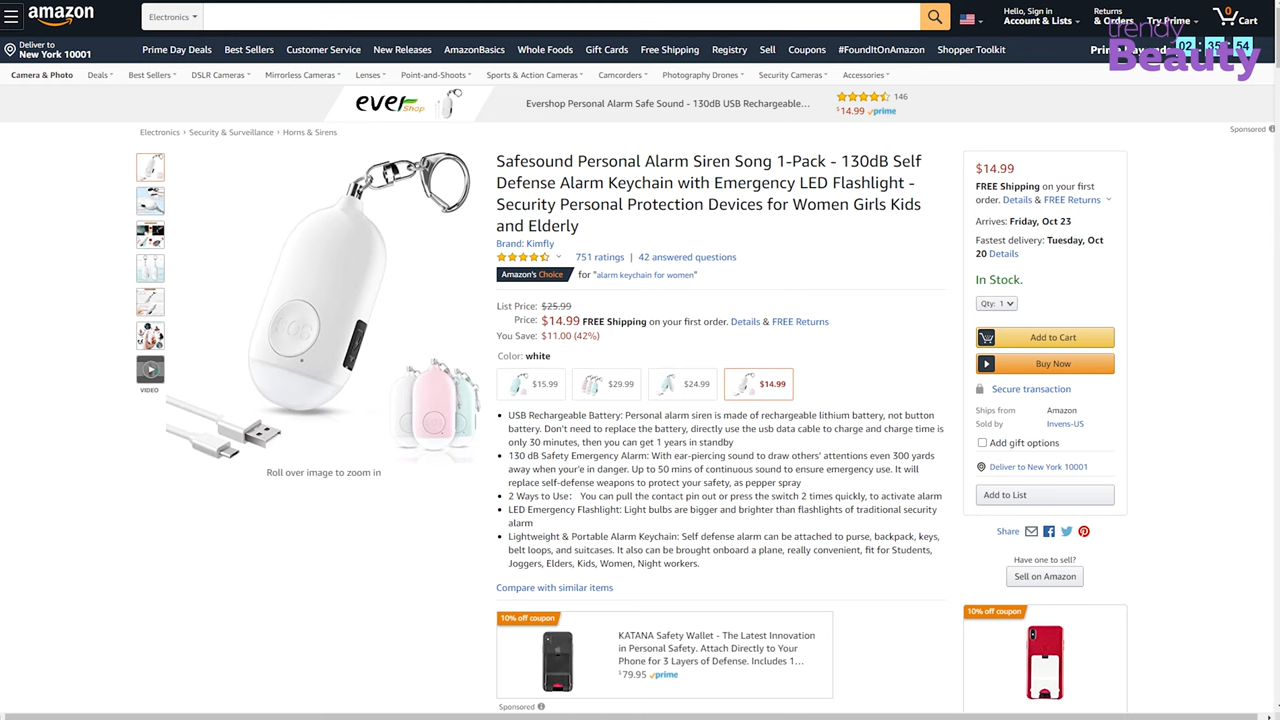 amazon
Electronics
Hello, Sign in
Account & Lists
Returns
& Orders
Try Prime
0
Cart
trendy
Beauty
Deliver to
New York 10001
Prime Day Deals
Best Sellers
Customer Service
New Releases
AmazonBasics
Whole Foods
Gift Cards
Free Shipping
Registry
Sell
Coupons
#FoundItOnAmazon
Shopper Toolkit
02
54
Camera & Photo
Deals
Best Sellers
DSLR Cameras
Mirrorless Cameras
Lenses
Point-and-Shoots
Sports & Action Cameras
Camcorders
Photography Drones
Security Cameras
Accessories
ever
Shop
Evershop Personal Alarm Safe Sound - 130dB USB Rechargeable...
146
$14.99 prime
Electronics › Security & Surveillance › Horns & Sirens
Sponsored
SOS
Roll over image to zoom in
VIDEO
Safesound Personal Alarm Siren Song 1-Pack - 130dB Self
Defense Alarm Keychain with Emergency LED Flashlight -
Security Personal Protection Devices for Women Girls Kids
and Elderly
Brand: Kimfly
751 ratings | 42 answered questions
Amazon's Choice for "alarm keychain for women"
List Price: $25.99
Price: $14.99 FREE Shipping on your first order. Details & FREE Returns
You Save: $11.00 (42%)
Color: white
$15.99
$29.99
$24.99
$14.99
• USB Rechargeable Battery: Personal alarm siren is made of rechargeable lithium battery, not button
battery. Don't need to replace the battery, directly use the usb data cable to charge and charge time is
only 30 minutes, then you can get 1 years in standby
• 130 dB Safety Emergency Alarm: With ear-piercing sound to draw others' attentions even 300 yards
away when your'e in danger. Up to 50 mins of continuous sound to ensure emergency use. It will
replace self-defense weapons to protect your safety, as pepper spray
• 2 Ways to Use： You can pull the contact pin out or press the switch 2 times quickly, to activate alarm
• LED Emergency Flashlight: Light bulbs are bigger and brighter than flashlights of traditional security
alarm
• Lightweight & Portable Alarm Keychain: Self defense alarm can be attached to purse, backpack, keys,
belt loops, and suitcases. It also can be brought onboard a plane, really convenient, fit for Students,
Joggers, Elders, Kids, Women, Night workers.
Compare with similar items
10% off coupon
KATANA Safety Wallet - The Latest Innovation
in Personal Safety. Attach Directly to Your
Phone for 3 Layers of Defense. Includes 1...
$79.95 prime
Sponsored
$14.99
FREE Shipping on your first
order. Details & FREE Returns
Arrives: Friday, Oct 23
Fastest delivery: Tuesday, Oct
20 Details
In Stock.
Qty: 1
Add to Cart
Buy Now
Secure transaction
Ships from Amazon
Sold by Invens-US
Add gift options
Deliver to New York 10001
Add to List
Share
Have one to sell?
Sell on Amazon
10% off coupon